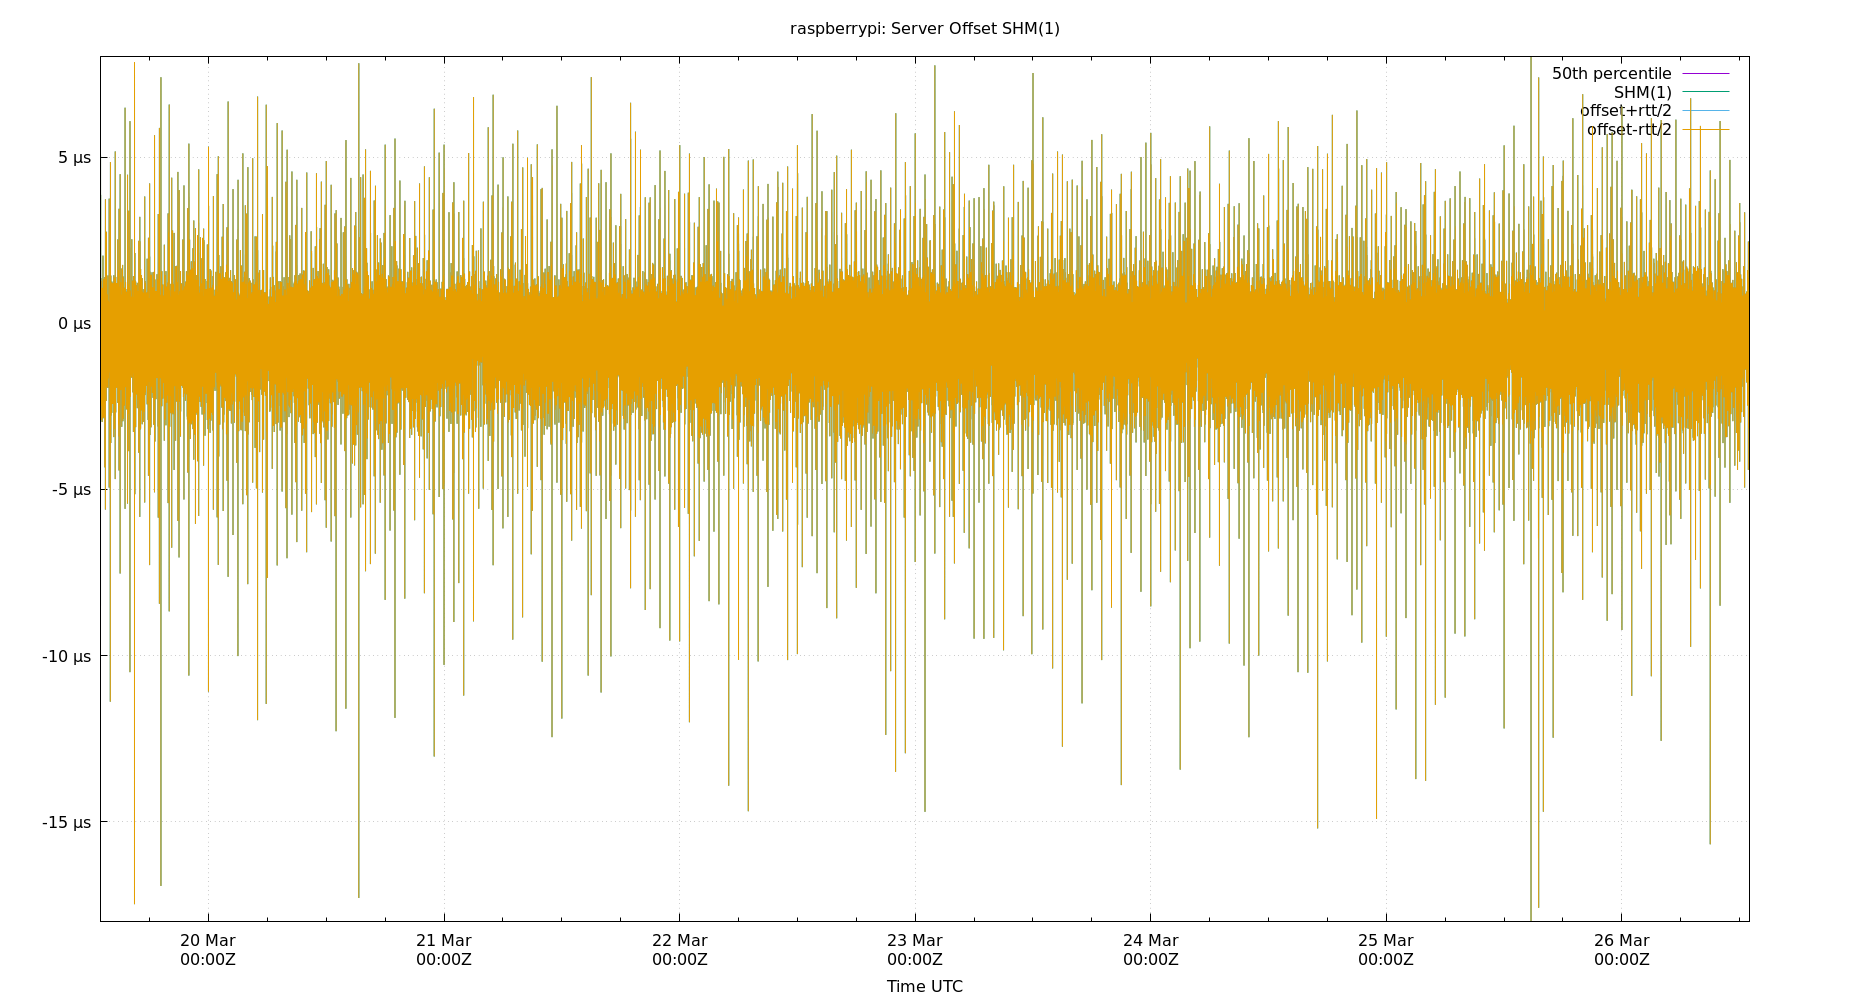 raspberrypi: Server Offset SHM(1)
50th percentile
SHM(1)
offset+rtt/2
offset-rtt/2
5 µs
0 µs
-5 µs
-10 µs
-15 µs
20 Mar 21 Mar 22 Mar 23 Mar 24 Mar 25 Mar 26 Mar
00:00Z 00:00Z 00:00Z 00:00Z 00:00Z 00:00Z 00:00Z
Time UTC